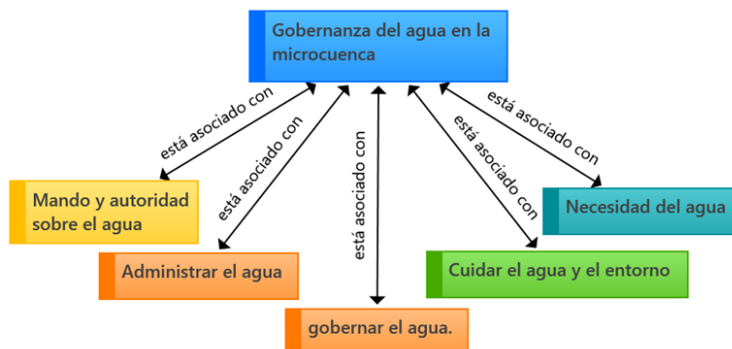 Gobernanza del agua en la
microcuenca
está asociado con
está asociado con
está asociado con
está asociado con
está asociado con
Mando y autoridad
sobre el agua
Necesidad del agua
Administrar el agua
Cuidar el agua y el entorno
gobernar el agua.